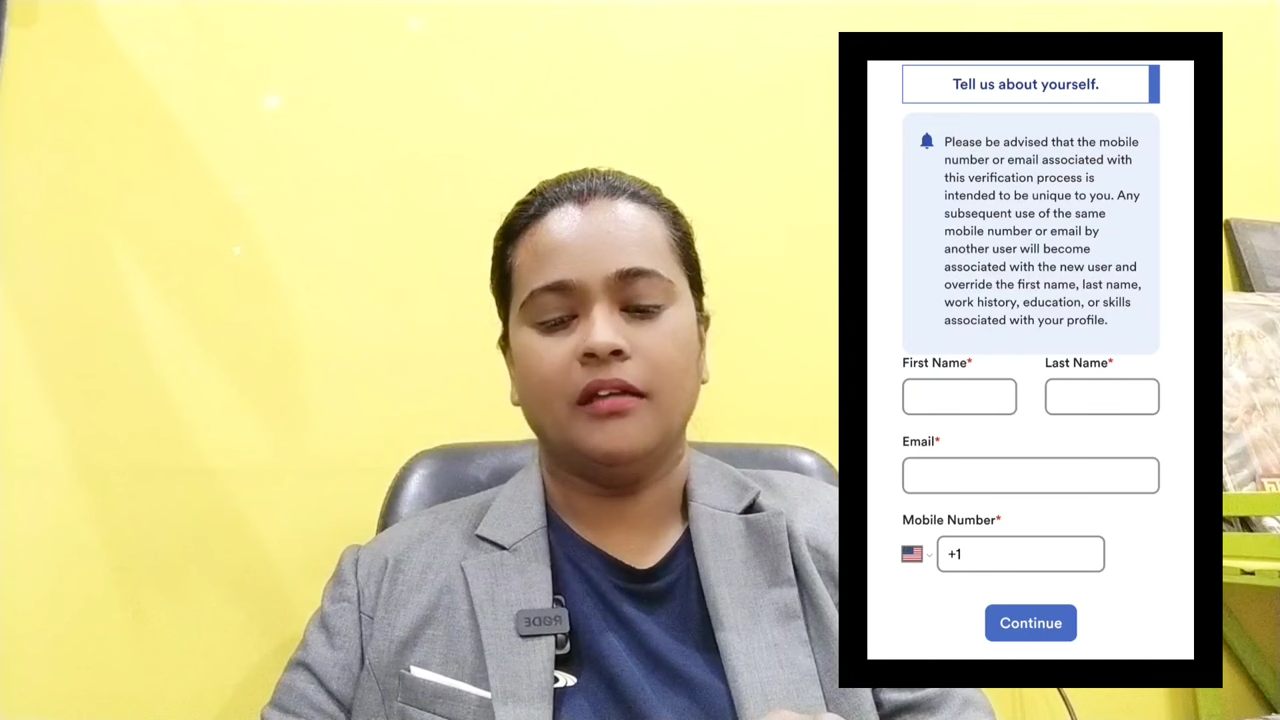 Tell us about yourself.
Please be advised that the mobile
number or email associated with
this verification process is
intended to be unique to you. Any
subsequent use of the same
mobile number or email by
another user will become
associated with the new user and
override the first name, last name,
work history, education, or skills
associated with your profile.
First Name* Last Name*
Email*
Mobile Number*
+1
Continue
RØDE